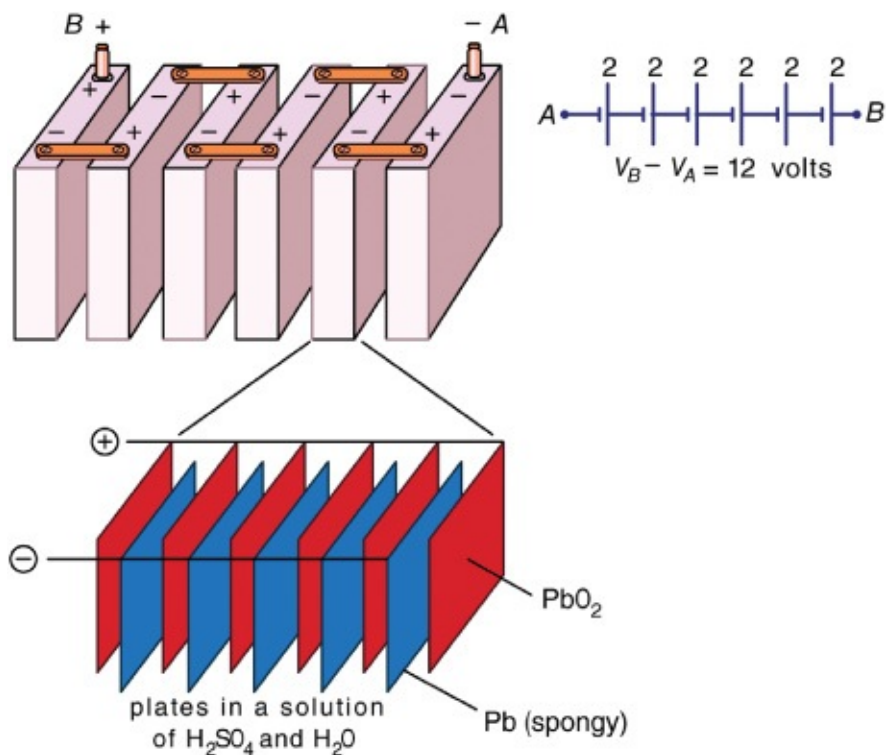 B + − A
+ − + − + −
− + − + − +
2 2 2 2 2 2
A B
V_B − V_A = 12 volts
+
−
PbO₂
Pb (spongy)
plates in a solution
of H₂SO₄ and H₂O